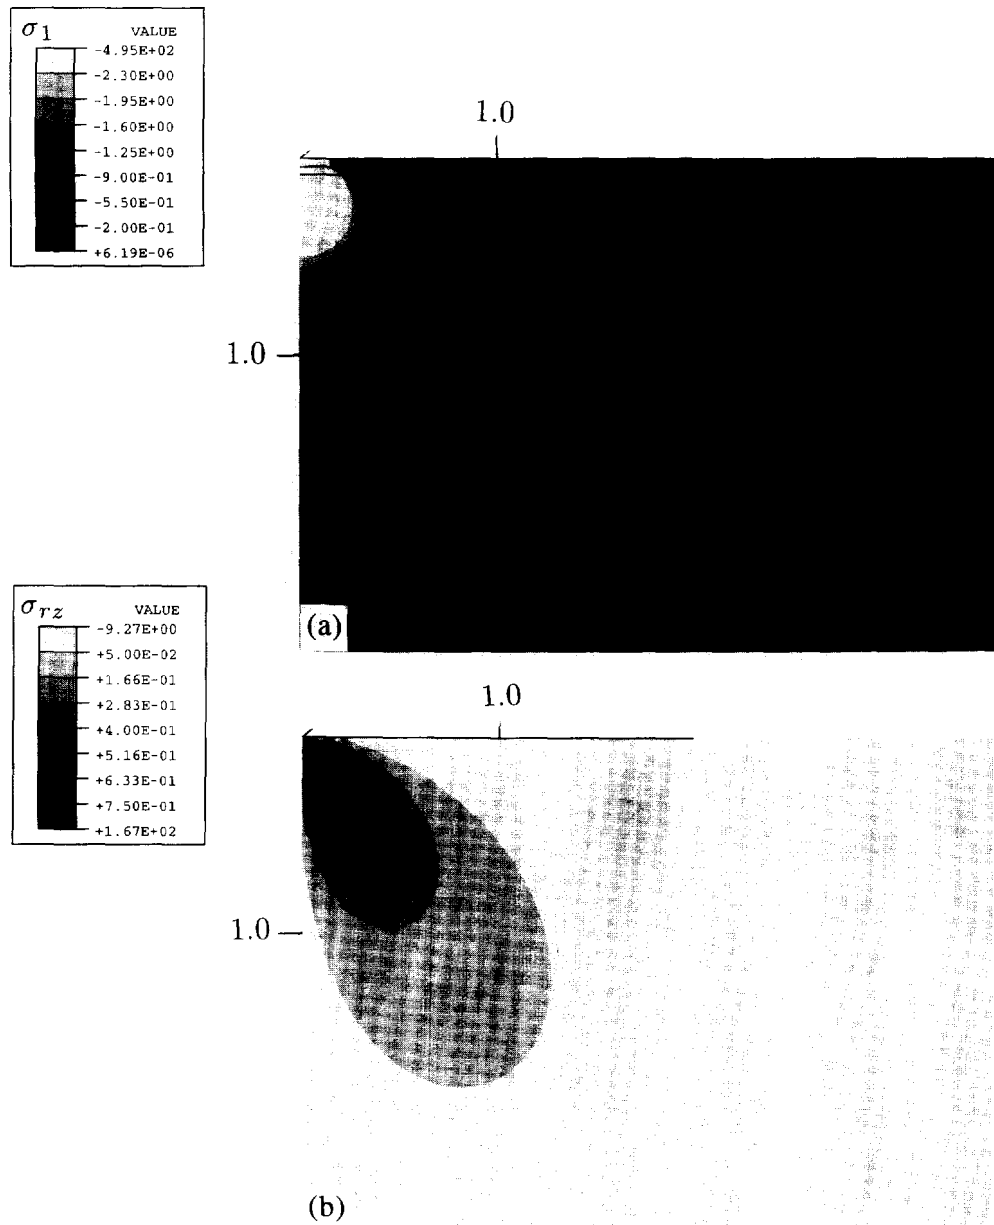 σ1 VALUE
-4.95E+02
-2.30E+00
-1.95E+00
-1.60E+00
-1.25E+00
-9.00E-01
-5.50E-01
-2.00E-01
+6.19E-06
1.0
1.0
(a)
σrz VALUE
-9.27E+00
+5.00E-02
+1.66E-01
+2.83E-01
+4.00E-01
+5.16E-01
+6.33E-01
+7.50E-01
+1.67E+02
1.0
1.0
(b)